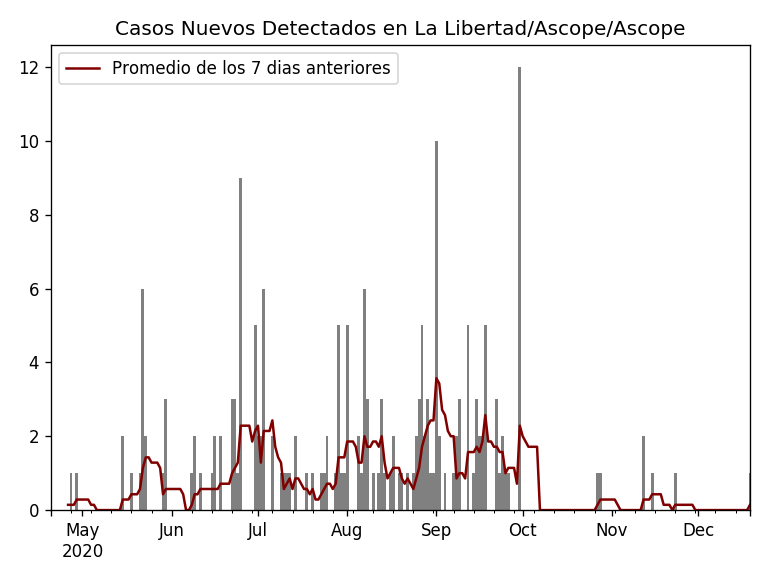 Casos Nuevos Detectados en La Libertad/Ascope/Ascope
Promedio de los 7 dias anteriores
12
10
8
6
4
2
0
May Jun Jul Aug Sep Oct Nov Dec
2020